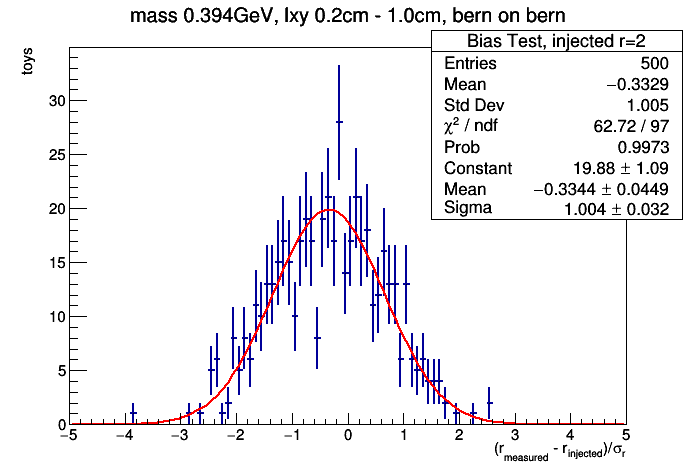 mass 0.394GeV, lxy 0.2cm - 1.0cm, bern on bern
Bias Test, injected r=2
Entries 500
Mean −0.3329
Std Dev 1.005
χ² / ndf 62.72 / 97
Prob 0.9973
Constant 19.88 ± 1.09
Mean −0.3344 ± 0.0449
Sigma 1.004 ± 0.032
toys
30
25
20
15
10
5
0
−5 −4 −3 −2 −1 0 1 2 3 4 5
(r_measured - r_injected)/σ_r